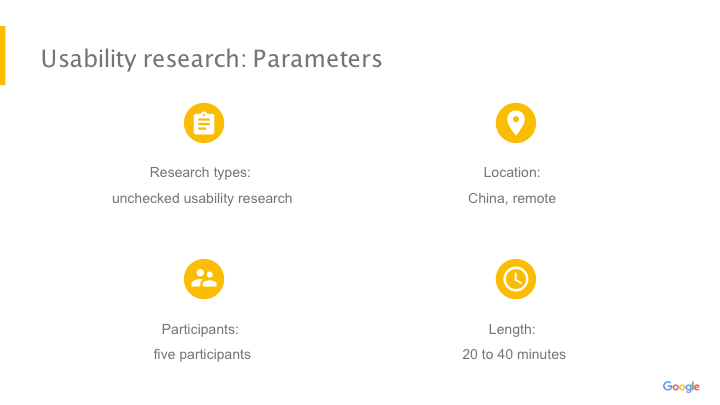 Usability research: Parameters
Research types:
unchecked usability research
Location:
China, remote
Participants:
five participants
Length:
20 to 40 minutes
Google